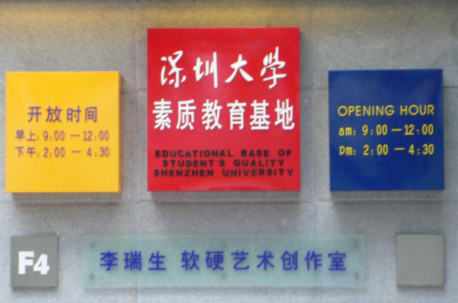 开放时间
早上:9:00 — 12:00
下午:2:00 — 4:30
深圳大學
素质教育基地
EDUCATIONAL BASE OF
STUDENT'S QUALITY
SHENZHEN UNIVERSITY
OPENING HOUR
am: 9:00 — 12:00
pm: 2:00 — 4:30
F4
李瑞生 软硬艺术创作室